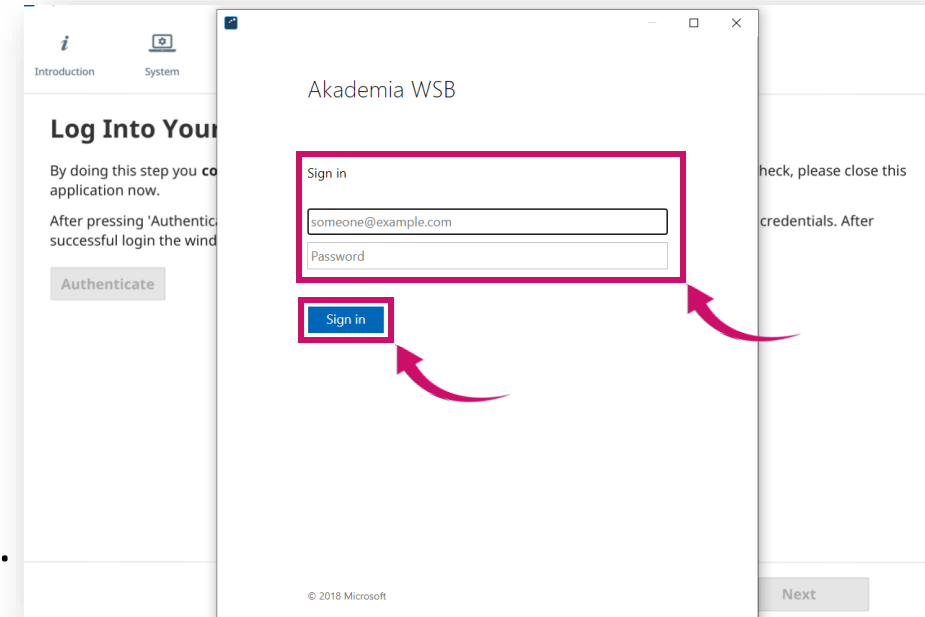 Introduction
System
Akademia WSB
Log Into Your
By doing this step you co
heck, please close this
application now.
Sign in
After pressing 'Authentic
credentials. After
someone@example.com
successful login the wind
Password
Authenticate
Sign in
Next
© 2018 Microsoft